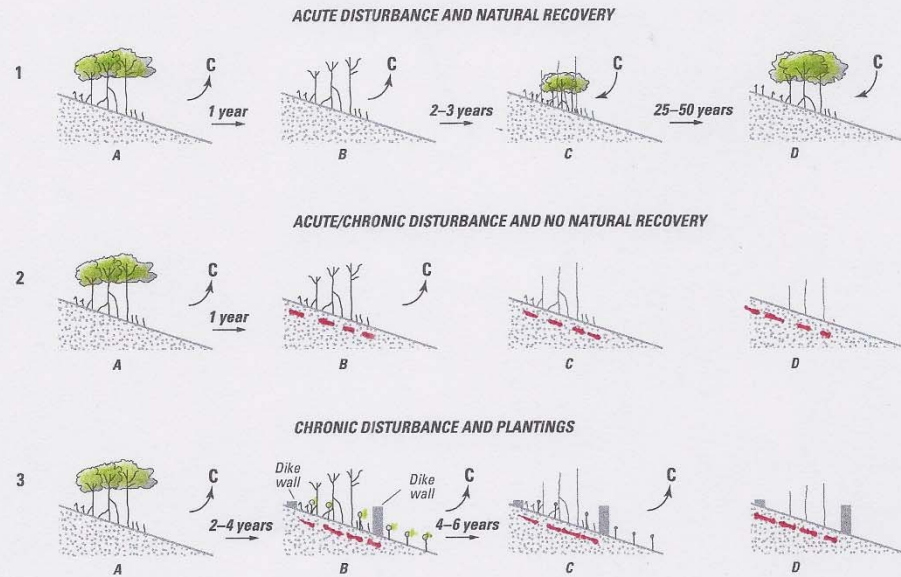 ACUTE DISTURBANCE AND NATURAL RECOVERY
1
C
1 year
C
2–3 years
C
25–50 years
C
A
B
C
D
ACUTE/CHRONIC DISTURBANCE AND NO NATURAL RECOVERY
2
C
1 year
C
A
B
C
D
CHRONIC DISTURBANCE AND PLANTINGS
3
C
2–4 years
Dike wall
Dike wall
C
4–6 years
C
A
B
C
D